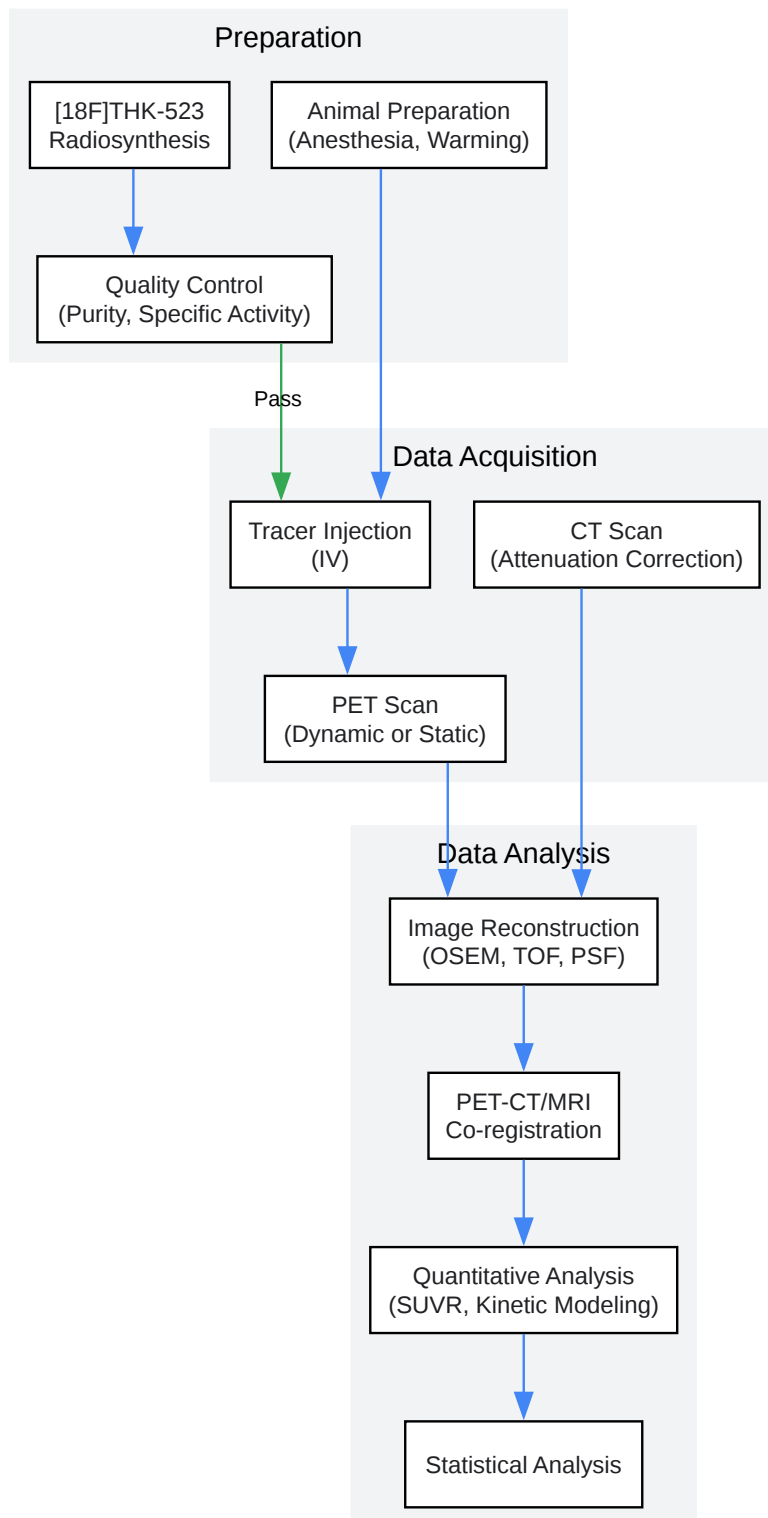 Preparation
[18F]THK-523
Radiosynthesis
Animal Preparation
(Anesthesia, Warming)
Quality Control
(Purity, Specific Activity)
Pass
Data Acquisition
Tracer Injection
(IV)
CT Scan
(Attenuation Correction)
PET Scan
(Dynamic or Static)
Data Analysis
Image Reconstruction
(OSEM, TOF, PSF)
PET-CT/MRI
Co-registration
Quantitative Analysis
(SUVR, Kinetic Modeling)
Statistical Analysis